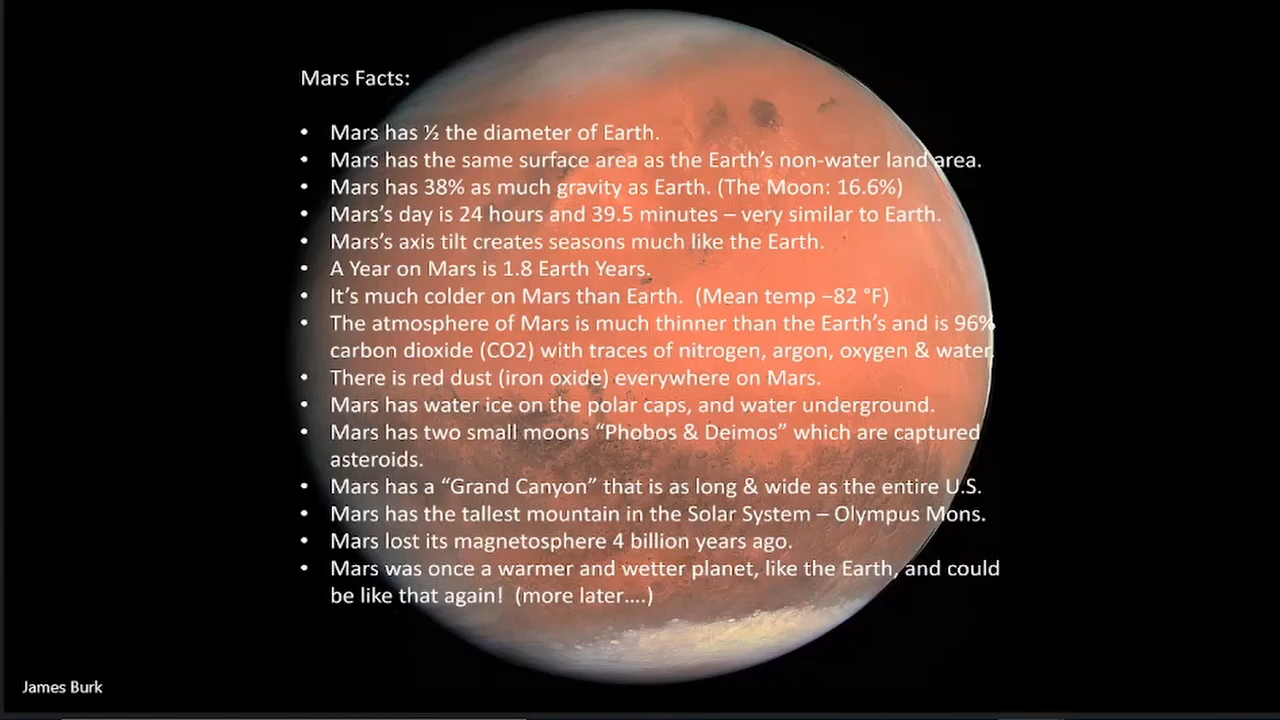 Mars Facts:
• Mars has ½ the diameter of Earth.
• Mars has the same surface area as the Earth’s non-water land area.
• Mars has 38% as much gravity as Earth. (The Moon: 16.6%)
• Mars’s day is 24 hours and 39.5 minutes – very similar to Earth.
• Mars’s axis tilt creates seasons much like the Earth.
• A Year on Mars is 1.8 Earth Years.
• It’s much colder on Mars than Earth.  (Mean temp −82 °F)
• The atmosphere of Mars is much thinner than the Earth’s and is 96%
carbon dioxide (CO2) with traces of nitrogen, argon, oxygen & water.
• There is red dust (iron oxide) everywhere on Mars.
• Mars has water ice on the polar caps, and water underground.
• Mars has two small moons “Phobos & Deimos” which are captured
asteroids.
• Mars has a “Grand Canyon” that is as long & wide as the entire U.S.
• Mars has the tallest mountain in the Solar System – Olympus Mons.
• Mars lost its magnetosphere 4 billion years ago.
• Mars was once a warmer and wetter planet, like the Earth, and could
be like that again!  (more later….)
James Burk